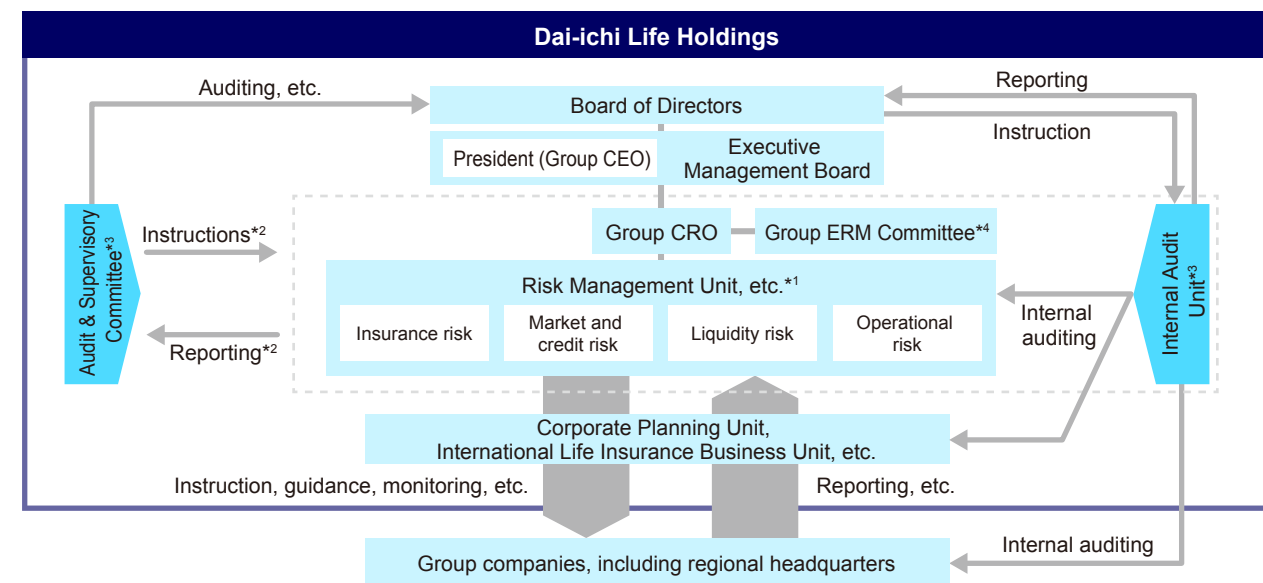 Dai-ichi Life Holdings
Auditing, etc.
Board of Directors
Reporting
Instruction
President (Group CEO)
Executive
Management Board
Audit & Supervisory
Committee*3
Instructions*2
Reporting*2
Group CRO
Group ERM Committee*4
Internal Audit
Unit*3
Risk Management Unit, etc.*1
Insurance risk
Market and
credit risk
Liquidity risk
Operational
risk
Internal
auditing
Corporate Planning Unit,
International Life Insurance Business Unit, etc.
Instruction, guidance, monitoring, etc.
Reporting, etc.
Group companies, including regional headquarters
Internal auditing